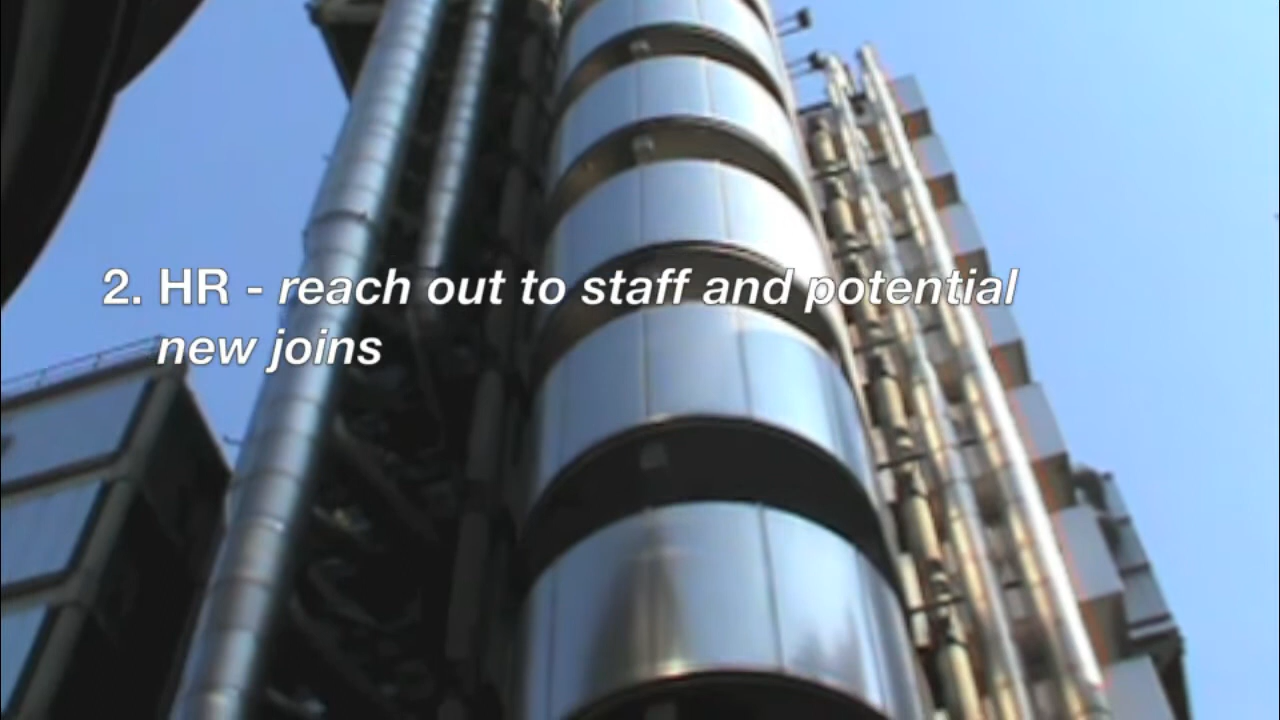 2. HR - reach out to staff and potential
new joins